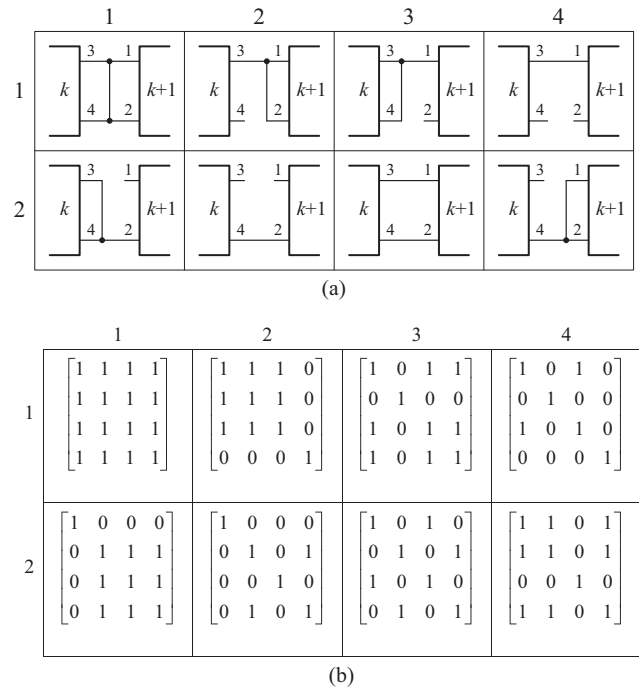 1 2 3 4
1
3 1 k k+1 4 2
3 1 k k+1 4 2
3 1 k k+1 4 2
3 1 k k+1 4 2
2
3 1 k k+1 4 2
3 1 k k+1 4 2
3 1 k k+1 4 2
3 1 k k+1 4 2
(a)
1 2 3 4
1 1 1 1 1 1 1 0 1 0 1 1 1 0 1 0
1 1 1 1 1 1 1 0 0 1 0 0 0 1 0 0
1
1 1 1 1 1 1 1 0 1 0 1 1 1 0 1 0
1 1 1 1 0 0 0 1 1 0 1 1 0 0 0 1
1 0 0 0 1 0 0 0 1 0 1 0 1 1 0 1
0 1 1 1 0 1 0 1 0 1 0 1 1 1 0 1
2
0 1 1 1 0 0 1 0 1 0 1 0 0 0 1 0
0 1 1 1 0 1 0 1 0 1 0 1 1 1 0 1
(b)